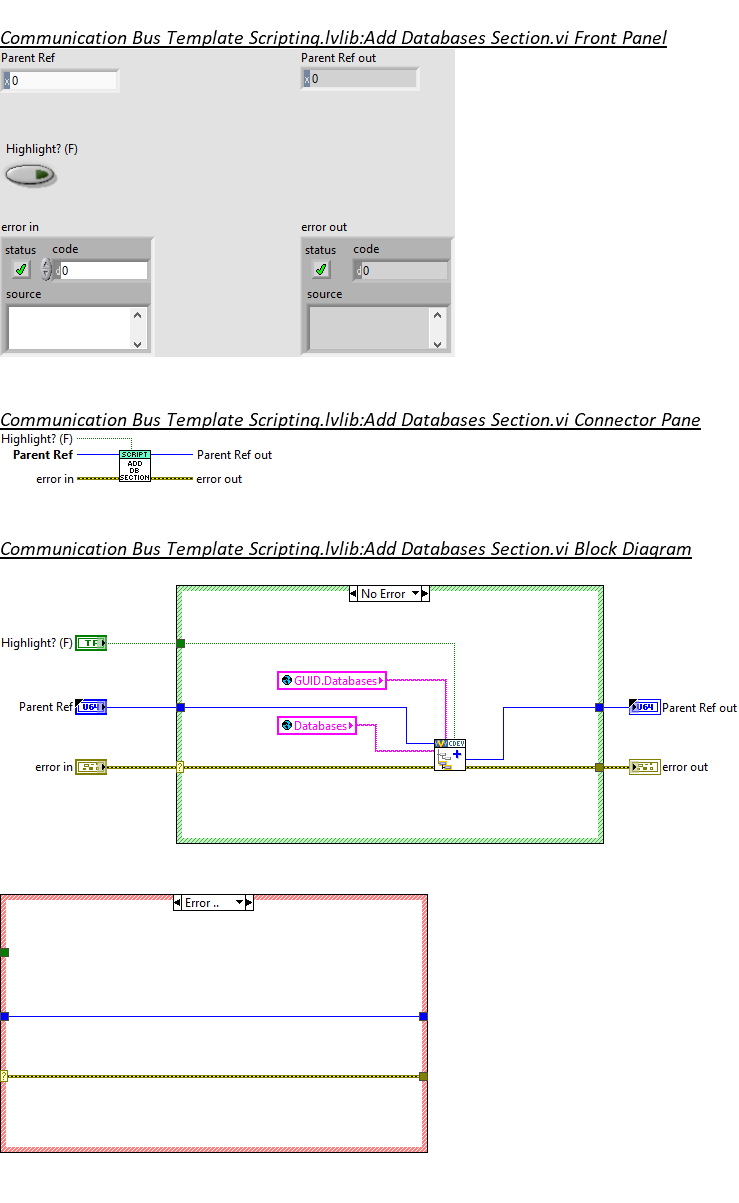 Communication Bus Template Scripting.lvlib:Add Databases Section.vi Front Panel
Parent Ref
Parent Ref out
x 0
x 0
Highlight? (F)
error in
error out
status code
status code
d 0
d 0
source
source
Communication Bus Template Scripting.lvlib:Add Databases Section.vi Connector Pane
Highlight? (F)
Parent Ref
SCRIPT
ADD
DB
SECTION
Parent Ref out
error in
error out
Communication Bus Template Scripting.lvlib:Add Databases Section.vi Block Diagram
No Error
Highlight? (F)
TF
GUID.Databases
Parent Ref
U64
U64
Parent Ref out
Databases
CDEV
error in
?
error out
Error ..
?